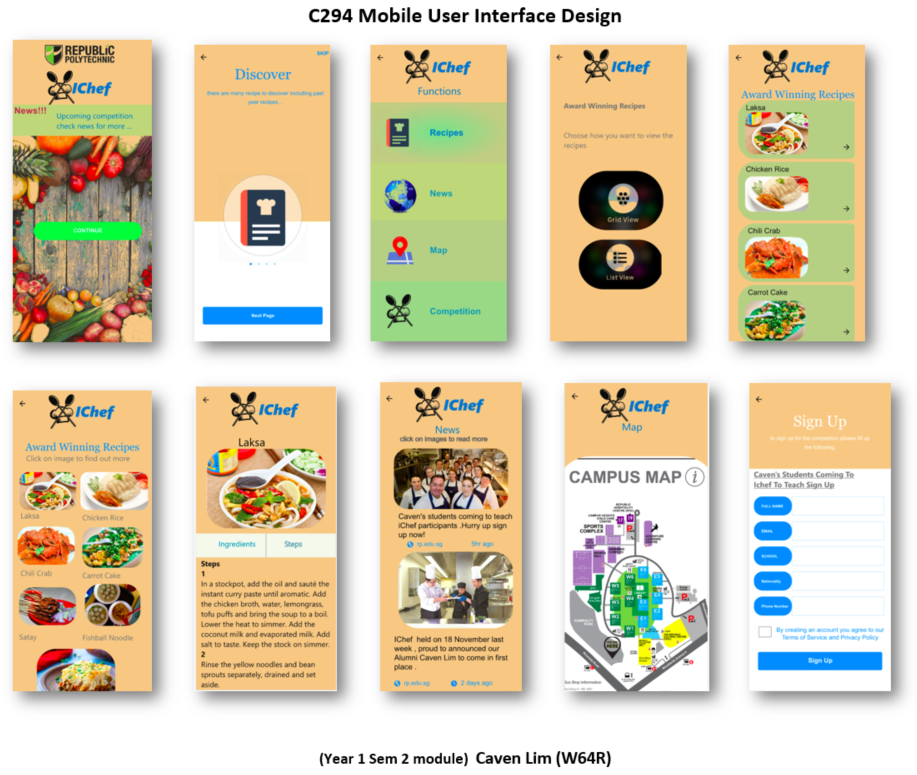 C294 Mobile User Interface Design
REPUBLIC
POLYTECHNIC
IChef
News!!!
Upcoming competition
check news for more ...
CONTINUE
SKIP
Discover
there are many recipe to discover including past
year recipes..
Next Page
IChef
Functions
Recipes
News
Map
Competition
IChef
Award Winning Recipes
Choose how you want to view the
recipes
Grid View
List View
IChef
Award Winning Recipes
Laksa
Chicken Rice
Chili Crab
Carrot Cake
IChef
Award Winning Recipes
Click on image to find out more
Laksa
Chicken Rice
Chili Crab
Carrot Cake
Satay
Fishball Noodle
IChef
Laksa
Ingredients
Steps
Steps
1
In a stockpot, add the oil and sauté the
instant curry paste until aromatic. Add
the chicken broth, water, lemongrass,
tofu puffs and bring the soup to a boil.
Lower the heat to simmer. Add the
coconut milk and evaporated milk. Add
salt to taste. Keep the stock on simmer.
2
Rinse the yellow noodles and bean
sprouts separately, drained and set
aside.
IChef
News
click on images to read more
Caven's students coming to teach
iChef participants .Hurry up sign
up now!
rp.edu.sg
5hr ago
IChef held on 18 November last
week , proud to announced our
Alumni Caven Lim to come in first
place .
rp.edu.sg
2 days ago
IChef
Map
CAMPUS MAP i
SPORTS
COMPLEX
Sign Up
to sign up for the competition please fill up
the following.
Caven's Students Coming To
Ichef To Teach Sign Up
FULL NAME
EMAIL
SCHOOL
Nationality
Phone Number
By creating an account you agree to our
Terms of Service and Privacy Policy
Sign Up
(Year 1 Sem 2 module) Caven Lim (W64R)